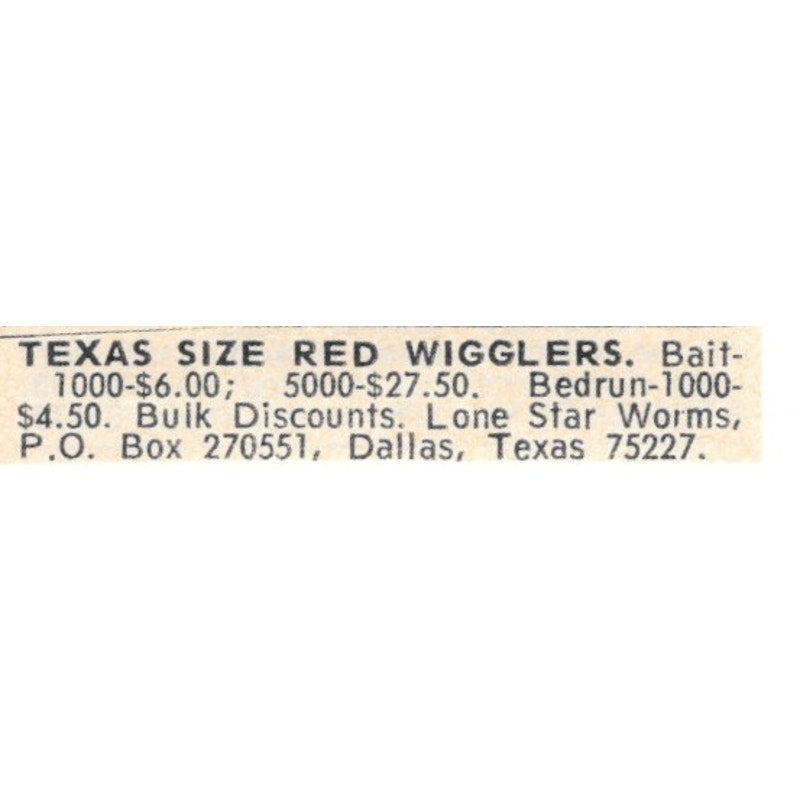 TEXAS SIZE RED WIGGLERS. Bait-
1000-$6.00; 5000-$27.50. Bedrun-1000-
$4.50. Bulk Discounts. Lone Star Worms,
P.O. Box 270551, Dallas, Texas 75227.